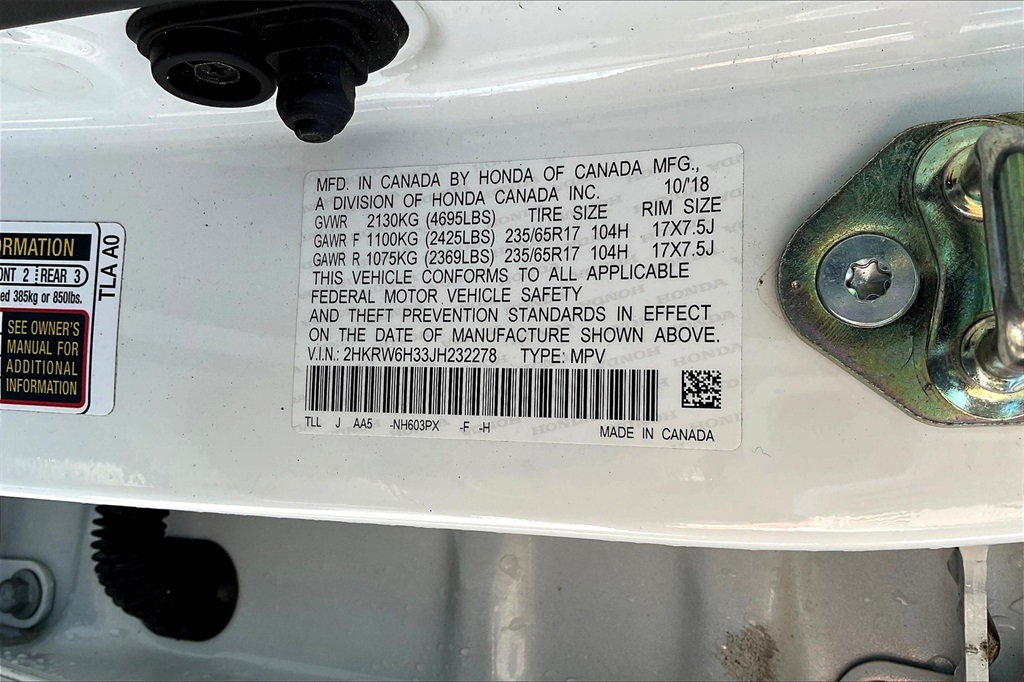 MFD. IN CANADA BY HONDA OF CANADA MFG.,
A DIVISION OF HONDA CANADA INC. 10/'18
GVWR 2130KG (4695LBS) TIRE SIZE RIM SIZE
GAWR F 1100KG (2425LBS) 235/65R17 104H 17X7.5J
GAWR R 1075KG (2369LBS) 235/65R17 104H 17X7.5J
THIS VEHICLE CONFORMS TO ALL APPLICABLE
FEDERAL MOTOR VEHICLE SAFETY
AND THEFT PREVENTION STANDARDS IN EFFECT
ON THE DATE OF MANUFACTURE SHOWN ABOVE.
V.I.N.: 2HKRW6H33JH232278 TYPE: MPV
TLL J AA5 -NH603PX -F -H
MADE IN CANADA
ORMATION
ONT 2 REAR 3
ed 385kg or 850lbs.
SEE OWNER'S
MANUAL FOR
ADDITIONAL
INFORMATION
TLA A0